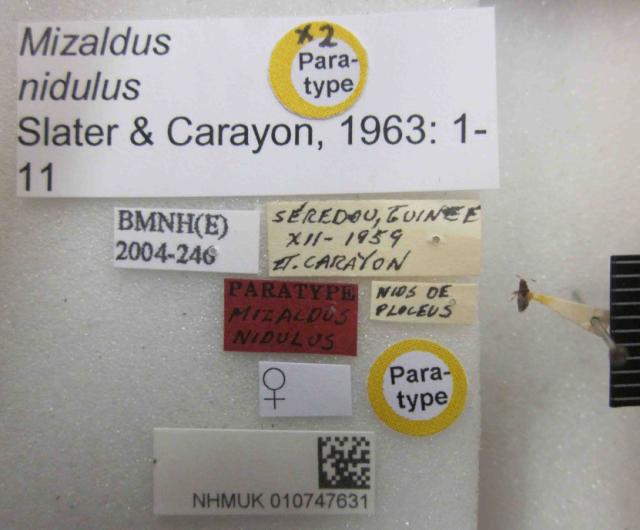 Mizaldus
nidulus
Slater & Carayon, 1963: 1-
11
x2
Para-
type
BMNH(E)
2004-246
SÉREDOU, GUINÉE
XII- 1959
J. CARAYON
PARATYPE
MIZALDUS
NIDULUS
NIDS DE
PLOCEUS
♀
Para-
type
NHMUK 010747631